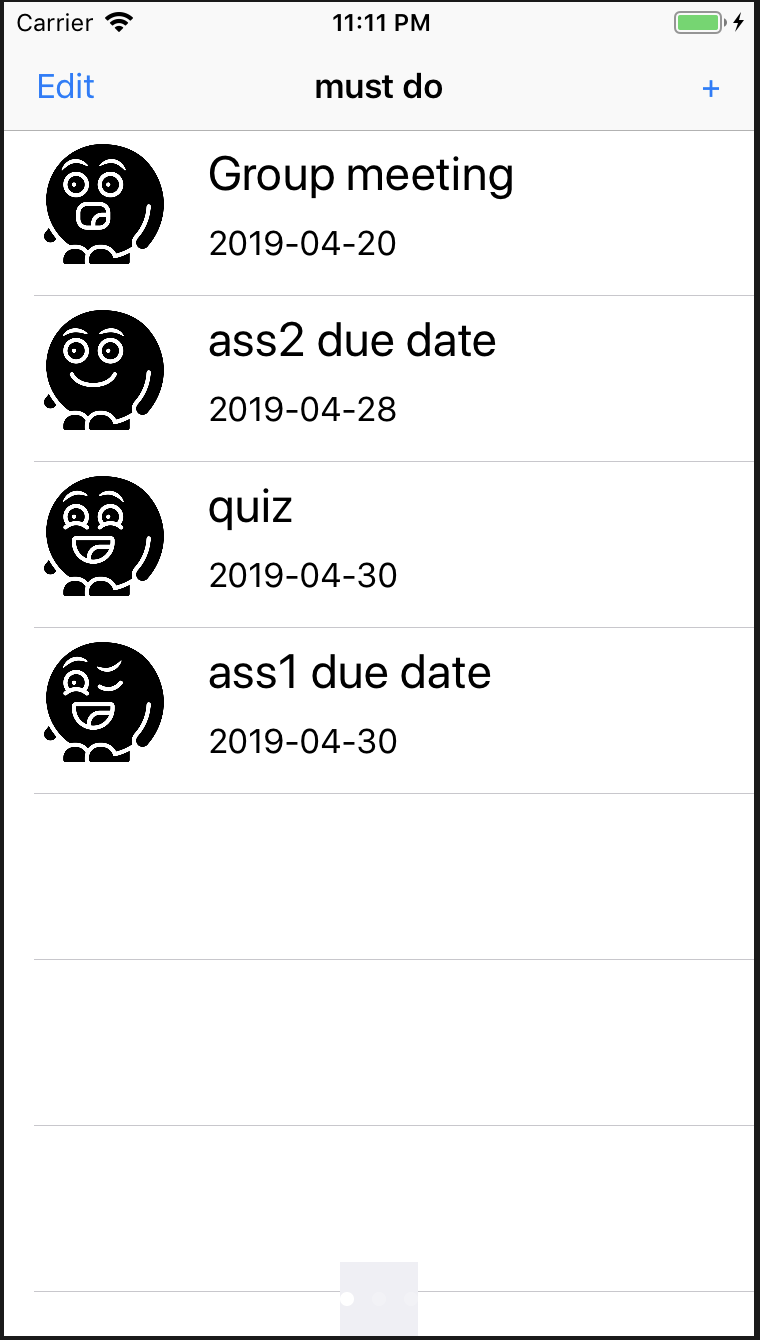 Carrier 11:11 PM
Edit must do +
Group meeting
2019-04-20
ass2 due date
2019-04-28
quiz
2019-04-30
ass1 due date
2019-04-30